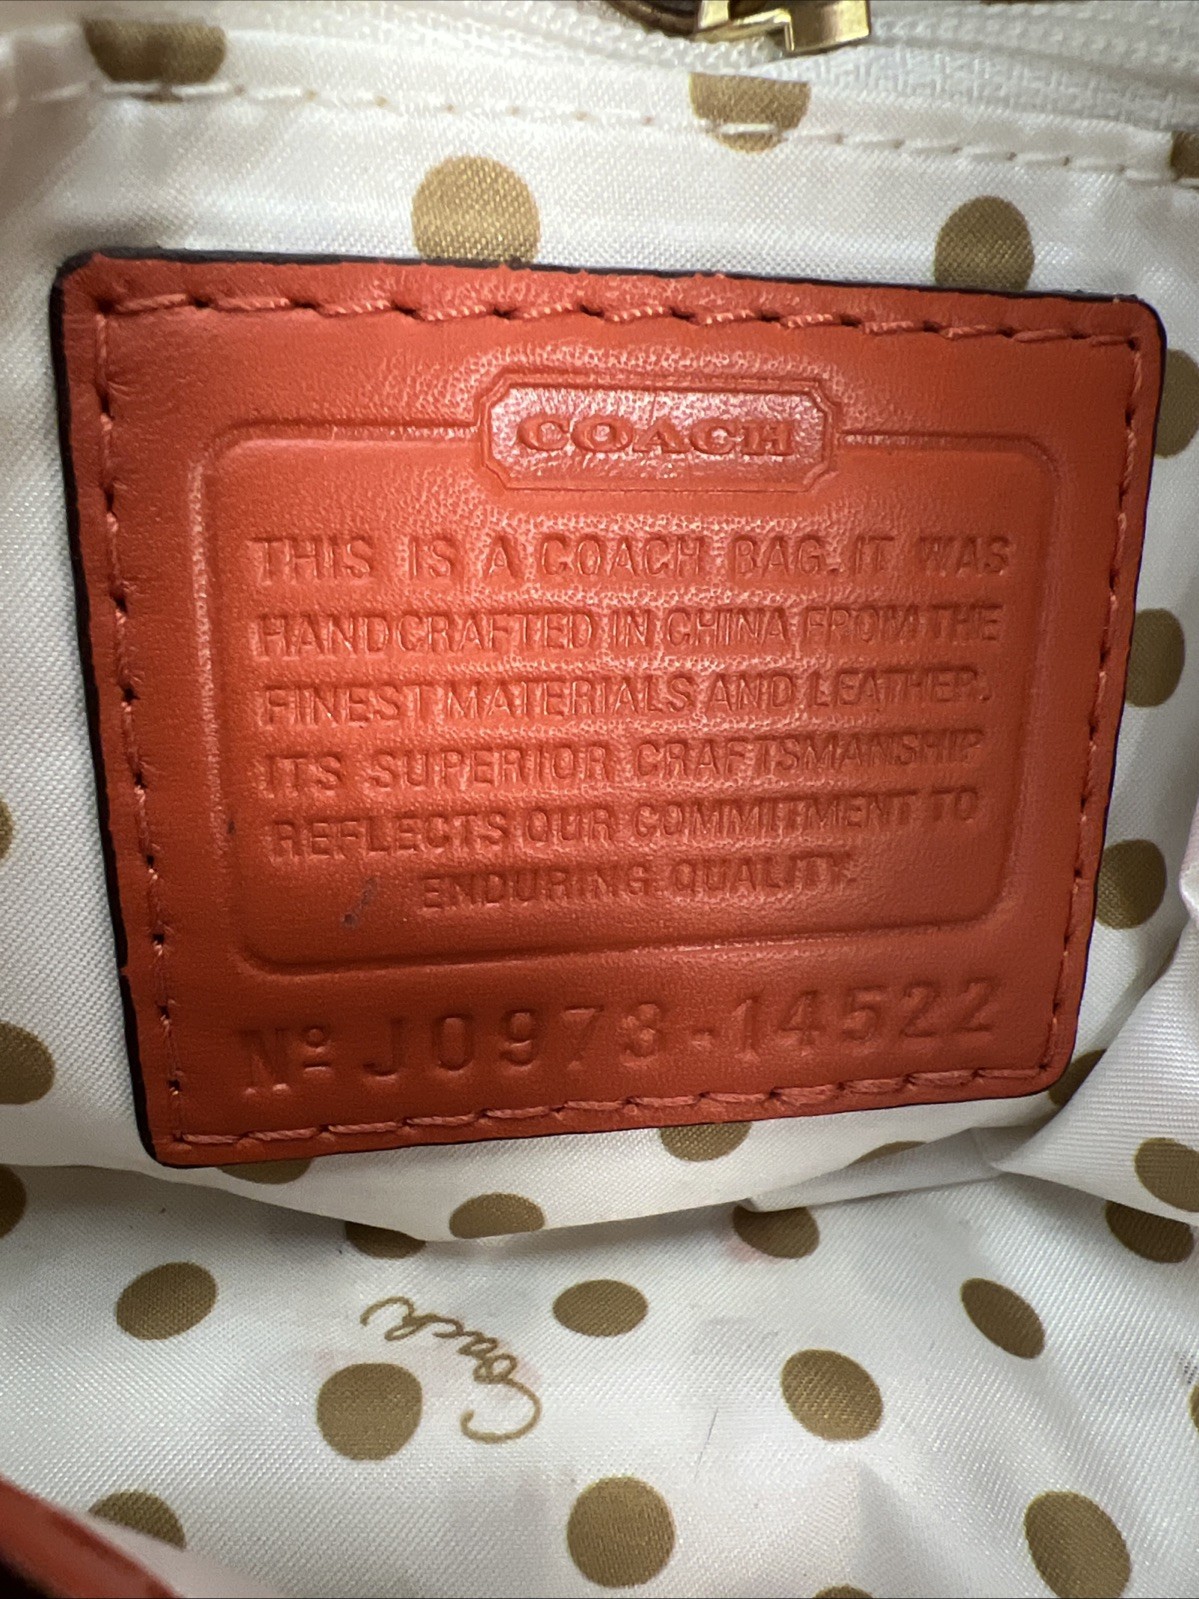 COACH
THIS IS A COACH BAG. IT WAS
HANDCRAFTED IN CHINA FROM THE
FINEST MATERIALS AND LEATHER.
ITS SUPERIOR CRAFTSMANSHIP
REFLECTS OUR COMMITMENT TO
ENDURING QUALITY.
Nº J0973-14522
Coach